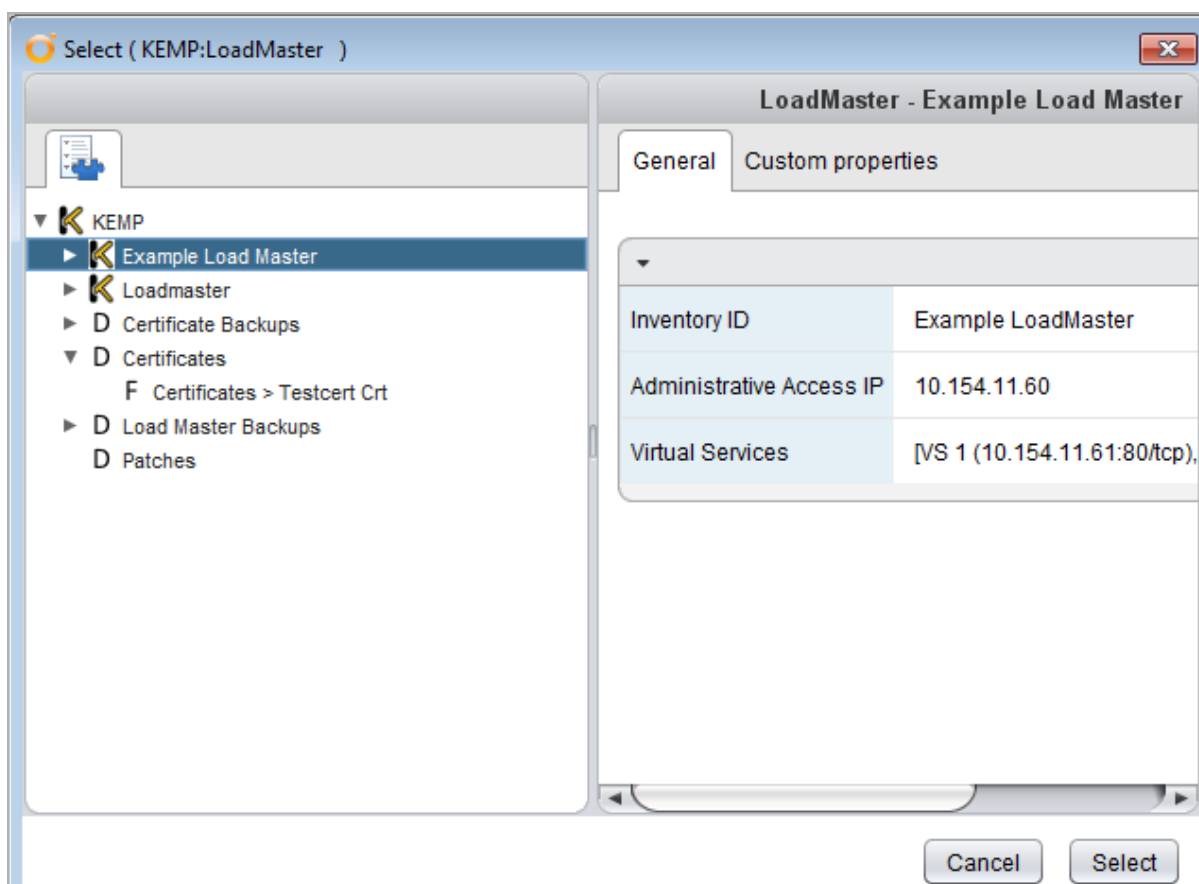 Select ( KEMP:LoadMaster )
LoadMaster - Example Load Master
General Custom properties
KEMP
Example Load Master
Loadmaster
D Certificate Backups
D Certificates
F Certificates > Testcert Crt
D Load Master Backups
D Patches
Inventory ID Example LoadMaster
Administrative Access IP 10.154.11.60
Virtual Services [VS 1 (10.154.11.61:80/tcp),
Cancel Select